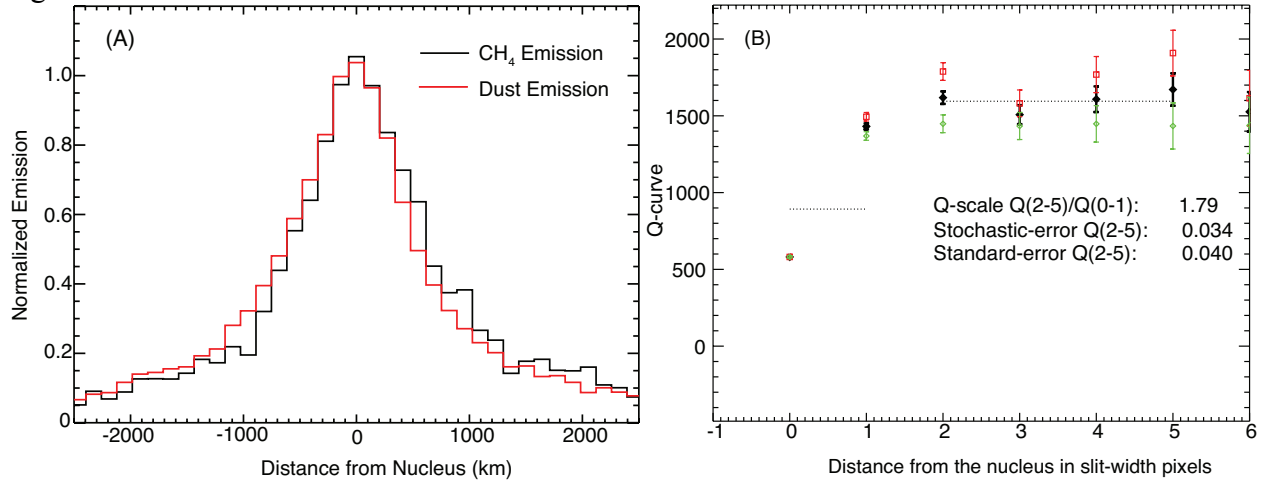 (A)
CH₄ Emission
Dust Emission
Normalized Emission
1.0
0.8
0.6
0.4
0.2
0
-2000
-1000
0
1000
2000
Distance from Nucleus (km)
(B)
Q-curve
2000
1500
1000
500
0
Q-scale Q(2-5)/Q(0-1): 1.79
Stochastic-error Q(2-5): 0.034
Standard-error Q(2-5): 0.040
-1
0
1
2
3
4
5
6
Distance from the nucleus in slit-width pixels